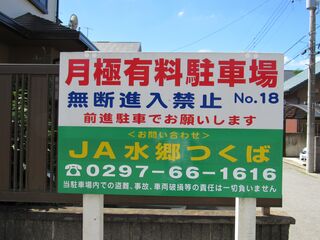 月極有料駐車場
無断進入禁止 No.18
前進駐車でお願いします
＜お問い合わせ＞
JA水郷つくば
☎0297-66-1616
当駐車場内での盗難、事故、車両破損等の責任は一切負いません